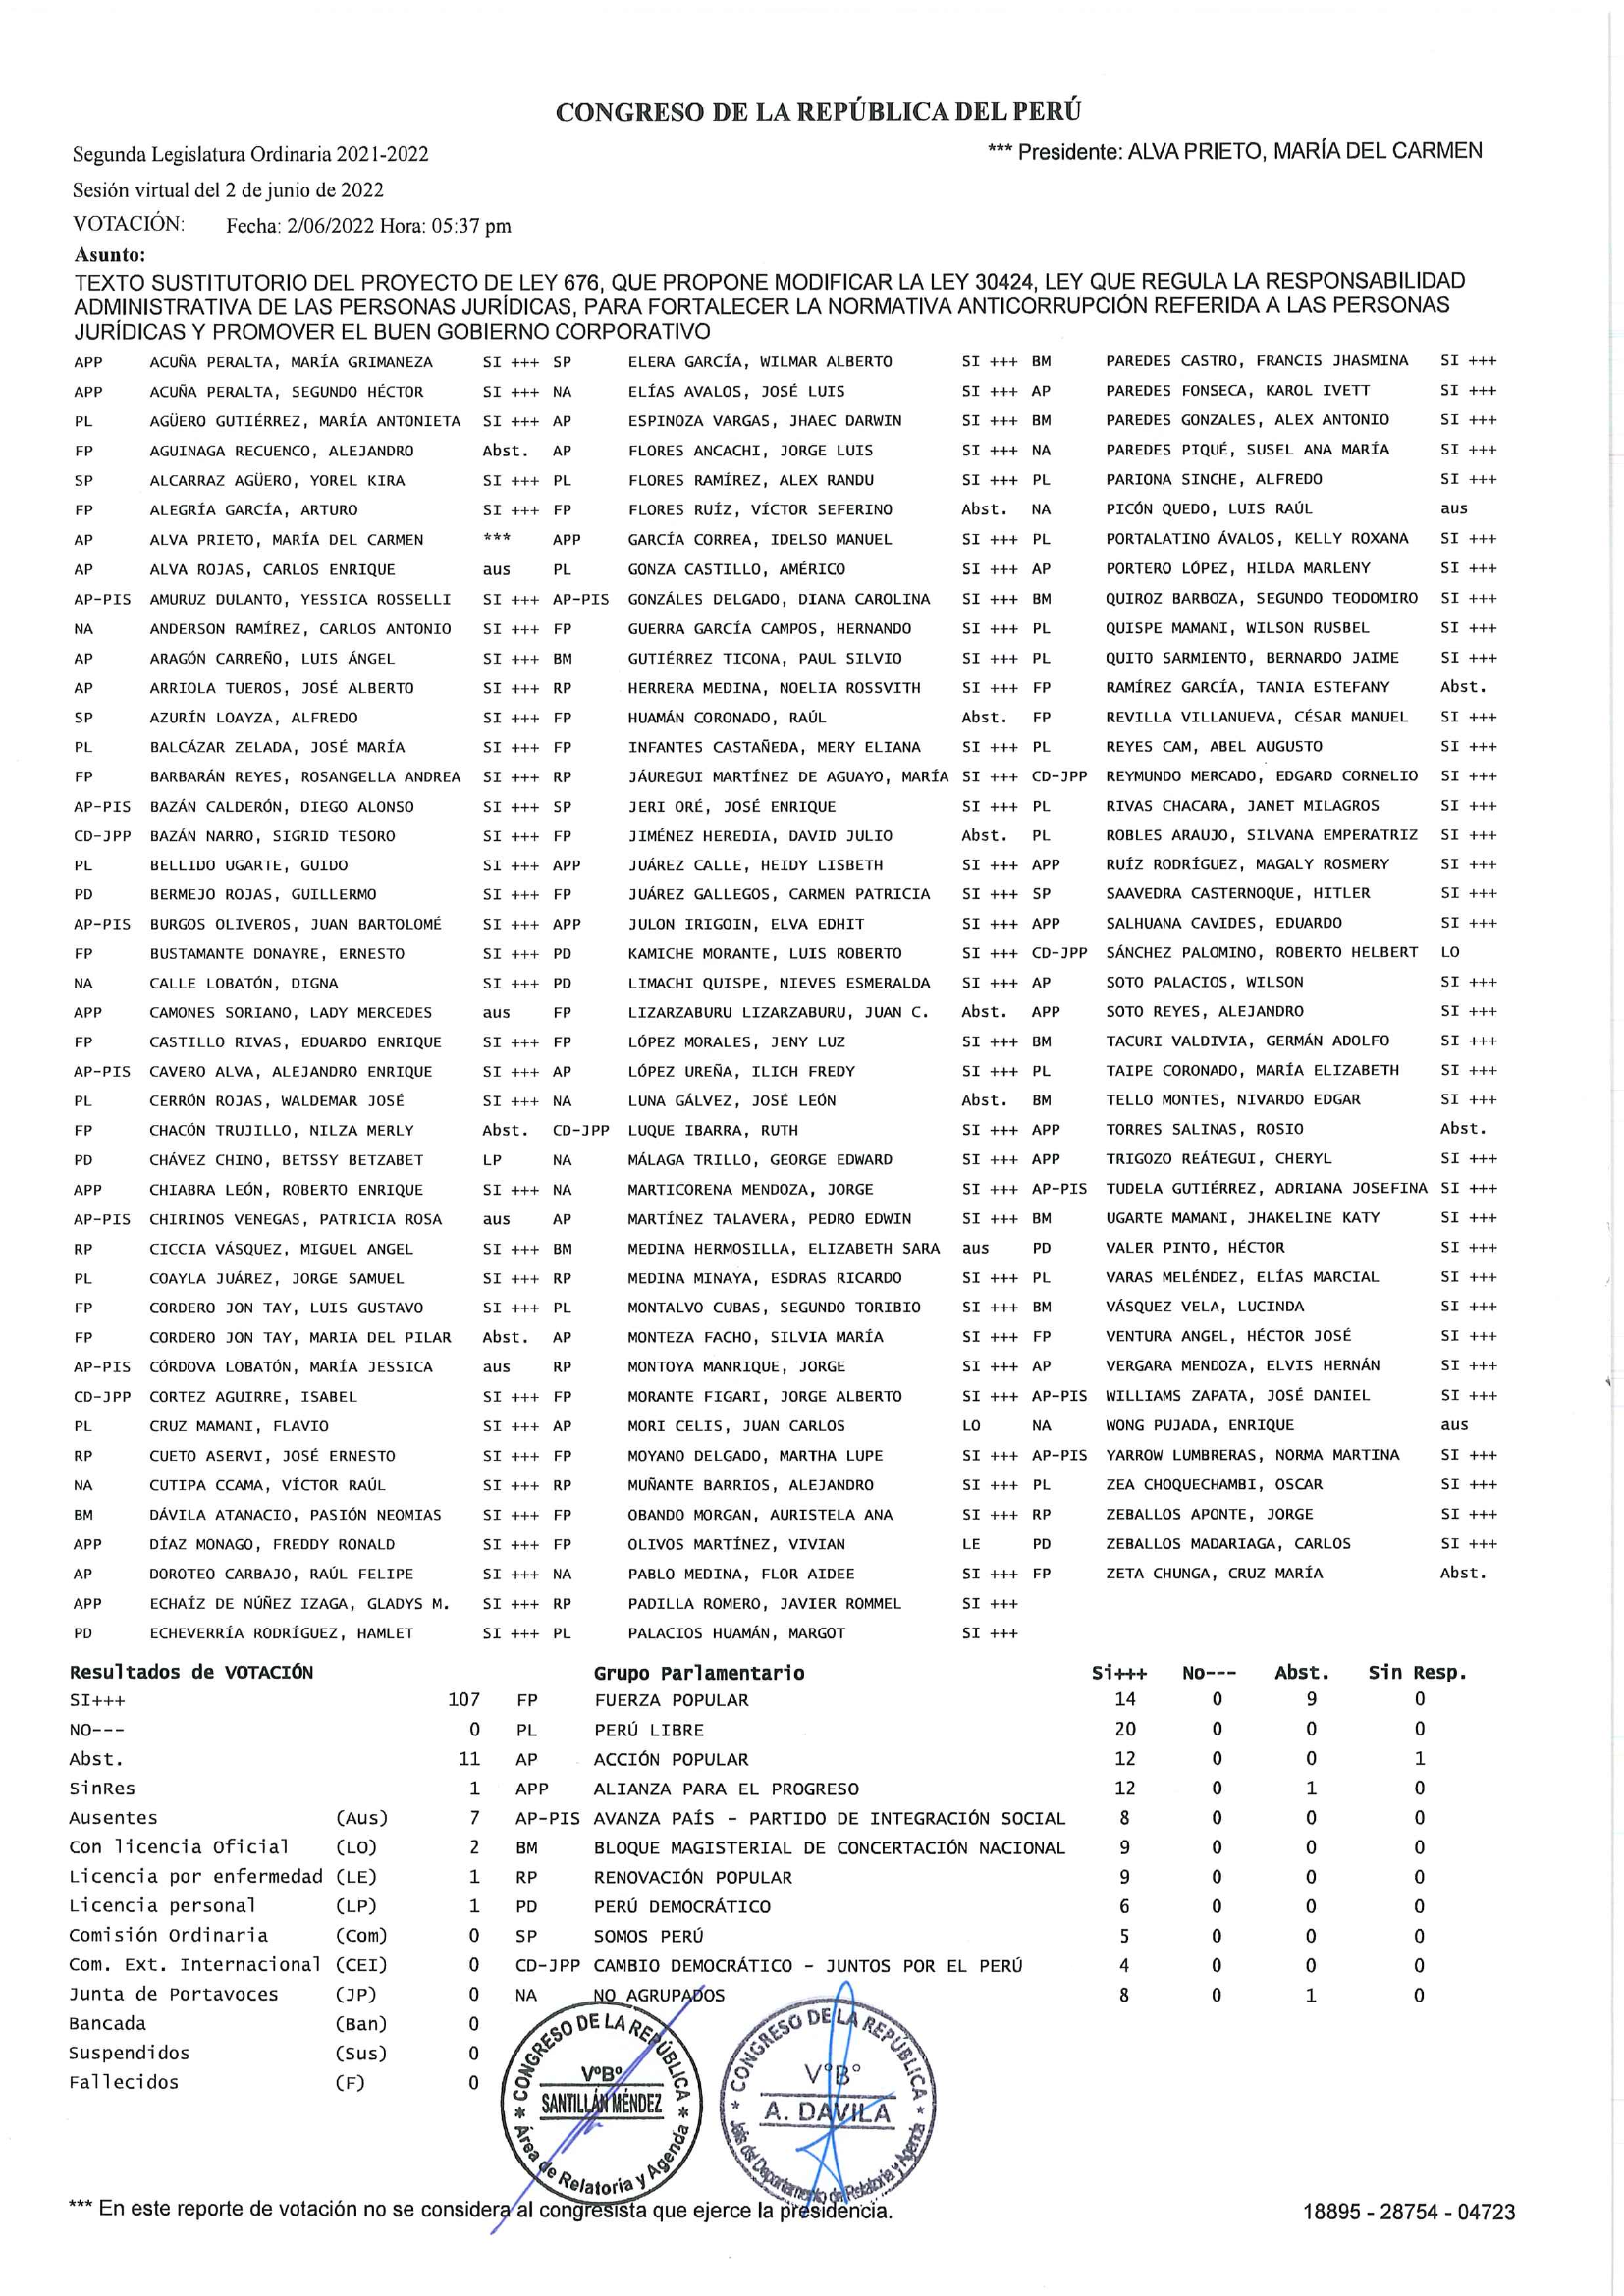 CONGRESO DE LA REPÚBLICA DEL PERÚ
Segunda Legislatura Ordinaria 2021-2022 *** Presidente: ALVA PRIETO, MARÍA DEL CARMEN
Sesión virtual del 2 de junio de 2022
VOTACIÓN: Fecha: 2/06/2022 Hora: 05:37 pm
Asunto:
TEXTO SUSTITUTORIO DEL PROYECTO DE LEY 676, QUE PROPONE MODIFICAR LA LEY 30424, LEY QUE REGULA LA RESPONSABILIDAD
ADMINISTRATIVA DE LAS PERSONAS JURÍDICAS, PARA FORTALECER LA NORMATIVA ANTICORRUPCIÓN REFERIDA A LAS PERSONAS
JURÍDICAS Y PROMOVER EL BUEN GOBIERNO CORPORATIVO
APP ACUÑA PERALTA, MARÍA GRIMANEZA SI +++ SP ELERA GARCÍA, WILMAR ALBERTO SI +++ BM PAREDES CASTRO, FRANCIS JHASMINA SI +++
APP ACUÑA PERALTA, SEGUNDO HÉCTOR SI +++ NA ELÍAS AVALOS, JOSÉ LUIS SI +++ AP PAREDES FONSECA, KAROL IVETT SI +++
PL AGÜERO GUTIÉRREZ, MARÍA ANTONIETA SI +++ AP ESPINOZA VARGAS, JHAEC DARWIN SI +++ BM PAREDES GONZALES, ALEX ANTONIO SI +++
FP AGUINAGA RECUENCO, ALEJANDRO Abst. AP FLORES ANCACHI, JORGE LUIS SI +++ NA PAREDES PIQUÉ, SUSEL ANA MARÍA SI +++
SP ALCARRAZ AGÜERO, YOREL KIRA SI +++ PL FLORES RAMÍREZ, ALEX RANDU SI +++ PL PARIONA SINCHE, ALFREDO SI +++
FP ALEGRÍA GARCÍA, ARTURO SI +++ FP FLORES RUÍZ, VÍCTOR SEFERINO Abst. NA PICÓN QUEDO, LUIS RAÚL aus
AP ALVA PRIETO, MARÍA DEL CARMEN *** APP GARCÍA CORREA, IDELSO MANUEL SI +++ PL PORTALATINO ÁVALOS, KELLY ROXANA SI +++
AP ALVA ROJAS, CARLOS ENRIQUE aus PL GONZA CASTILLO, AMÉRICO SI +++ AP PORTERO LÓPEZ, HILDA MARLENY SI +++
AP-PIS AMURUZ DULANTO, YESSICA ROSSELLI SI +++ AP-PIS GONZÁLES DELGADO, DIANA CAROLINA SI +++ BM QUIROZ BARBOZA, SEGUNDO TEODOMIRO SI +++
NA ANDERSON RAMÍREZ, CARLOS ANTONIO SI +++ FP GUERRA GARCÍA CAMPOS, HERNANDO SI +++ PL QUISPE MAMANI, WILSON RUSBEL SI +++
AP ARAGÓN CARREÑO, LUIS ÁNGEL SI +++ BM GUTIÉRREZ TICONA, PAUL SILVIO SI +++ PL QUITO SARMIENTO, BERNARDO JAIME SI +++
AP ARRIOLA TUEROS, JOSÉ ALBERTO SI +++ RP HERRERA MEDINA, NOELIA ROSSVITH SI +++ FP RAMÍREZ GARCÍA, TANIA ESTEFANY Abst.
SP AZURÍN LOAYZA, ALFREDO SI +++ FP HUAMÁN CORONADO, RAÚL Abst. FP REVILLA VILLANUEVA, CÉSAR MANUEL SI +++
PL BALCÁZAR ZELADA, JOSÉ MARÍA SI +++ FP INFANTES CASTAÑEDA, MERY ELIANA SI +++ PL REYES CAM, ABEL AUGUSTO SI +++
FP BARBARÁN REYES, ROSANGELLA ANDREA SI +++ RP JÁUREGUI MARTÍNEZ DE AGUAYO, MARÍA SI +++ CD-JPP REYMUNDO MERCADO, EDGARD CORNELIO SI +++
AP-PIS BAZÁN CALDERÓN, DIEGO ALONSO SI +++ SP JERI ORÉ, JOSÉ ENRIQUE SI +++ PL RIVAS CHACARA, JANET MILAGROS SI +++
CD-JPP BAZÁN NARRO, SIGRID TESORO SI +++ FP JIMÉNEZ HEREDIA, DAVID JULIO Abst. PL ROBLES ARAUJO, SILVANA EMPERATRIZ SI +++
PL BELLIDO UGARTE, GUIDO SI +++ APP JUÁREZ CALLE, HEIDY LISBETH SI +++ APP RUÍZ RODRÍGUEZ, MAGALY ROSMERY SI +++
PD BERMEJO ROJAS, GUILLERMO SI +++ FP JUÁREZ GALLEGOS, CARMEN PATRICIA SI +++ SP SAAVEDRA CASTERNOQUE, HITLER SI +++
AP-PIS BURGOS OLIVEROS, JUAN BARTOLOMÉ SI +++ APP JULON IRIGOIN, ELVA EDHIT SI +++ APP SALHUANA CAVIDES, EDUARDO SI +++
FP BUSTAMANTE DONAYRE, ERNESTO SI +++ PD KAMICHE MORANTE, LUIS ROBERTO SI +++ CD-JPP SÁNCHEZ PALOMINO, ROBERTO HELBERT LO
NA CALLE LOBATÓN, DIGNA SI +++ PD LIMACHI QUISPE, NIEVES ESMERALDA SI +++ AP SOTO PALACIOS, WILSON SI +++
APP CAMONES SORIANO, LADY MERCEDES aus FP LIZARZABURU LIZARZABURU, JUAN C. Abst. APP SOTO REYES, ALEJANDRO SI +++
FP CASTILLO RIVAS, EDUARDO ENRIQUE SI +++ FP LÓPEZ MORALES, JENY LUZ SI +++ BM TACURI VALDIVIA, GERMÁN ADOLFO SI +++
AP-PIS CAVERO ALVA, ALEJANDRO ENRIQUE SI +++ AP LÓPEZ UREÑA, ILICH FREDY SI +++ PL TAIPE CORONADO, MARÍA ELIZABETH SI +++
PL CERRÓN ROJAS, WALDEMAR JOSÉ SI +++ NA LUNA GÁLVEZ, JOSÉ LEÓN Abst. BM TELLO MONTES, NIVARDO EDGAR SI +++
FP CHACÓN TRUJILLO, NILZA MERLY Abst. CD-JPP LUQUE IBARRA, RUTH SI +++ APP TORRES SALINAS, ROSIO Abst.
PD CHÁVEZ CHINO, BETSSY BETZABET LP NA MÁLAGA TRILLO, GEORGE EDWARD SI +++ APP TRIGOZO REÁTEGUI, CHERYL SI +++
APP CHIABRA LEÓN, ROBERTO ENRIQUE SI +++ NA MARTICORENA MENDOZA, JORGE SI +++ AP-PIS TUDELA GUTIÉRREZ, ADRIANA JOSEFINA SI +++
AP-PIS CHIRINOS VENEGAS, PATRICIA ROSA aus AP MARTÍNEZ TALAVERA, PEDRO EDWIN SI +++ BM UGARTE MAMANI, JHAKELINE KATY SI +++
RP CICCIA VÁSQUEZ, MIGUEL ANGEL SI +++ BM MEDINA HERMOSILLA, ELIZABETH SARA aus PD VALER PINTO, HÉCTOR SI +++
PL COAYLA JUÁREZ, JORGE SAMUEL SI +++ RP MEDINA MINAYA, ESDRAS RICARDO SI +++ PL VARAS MELÉNDEZ, ELÍAS MARCIAL SI +++
FP CORDERO JON TAY, LUIS GUSTAVO SI +++ PL MONTALVO CUBAS, SEGUNDO TORIBIO SI +++ BM VÁSQUEZ VELA, LUCINDA SI +++
FP CORDERO JON TAY, MARIA DEL PILAR Abst. AP MONTEZA FACHO, SILVIA MARÍA SI +++ FP VENTURA ANGEL, HÉCTOR JOSÉ SI +++
AP-PIS CÓRDOVA LOBATÓN, MARÍA JESSICA aus RP MONTOYA MANRIQUE, JORGE SI +++ AP VERGARA MENDOZA, ELVIS HERNÁN SI +++
CD-JPP CORTEZ AGUIRRE, ISABEL SI +++ FP MORANTE FIGARI, JORGE ALBERTO SI +++ AP-PIS WILLIAMS ZAPATA, JOSÉ DANIEL SI +++
PL CRUZ MAMANI, FLAVIO SI +++ AP MORI CELIS, JUAN CARLOS LO NA WONG PUJADA, ENRIQUE aus
RP CUETO ASERVI, JOSÉ ERNESTO SI +++ FP MOYANO DELGADO, MARTHA LUPE SI +++ AP-PIS YARROW LUMBRERAS, NORMA MARTINA SI +++
NA CUTIPA CCAMA, VÍCTOR RAÚL SI +++ RP MUÑANTE BARRIOS, ALEJANDRO SI +++ PL ZEA CHOQUECHAMBI, OSCAR SI +++
BM DÁVILA ATANACIO, PASIÓN NEOMIAS SI +++ FP OBANDO MORGAN, AURISTELA ANA SI +++ RP ZEBALLOS APONTE, JORGE SI +++
APP DÍAZ MONAGO, FREDDY RONALD SI +++ FP OLIVOS MARTÍNEZ, VIVIAN LE PD ZEBALLOS MADARIAGA, CARLOS SI +++
AP DOROTEO CARBAJO, RAÚL FELIPE SI +++ NA PABLO MEDINA, FLOR AIDEE SI +++ FP ZETA CHUNGA, CRUZ MARÍA Abst.
APP ECHAÍZ DE NÚÑEZ IZAGA, GLADYS M. SI +++ RP PADILLA ROMERO, JAVIER ROMMEL SI +++
PD ECHEVERRÍA RODRÍGUEZ, HAMLET SI +++ PL PALACIOS HUAMÁN, MARGOT SI +++
Resultados de VOTACIÓN Grupo Parlamentario Si+++ No--- Abst. Sin Resp.
SI+++ 107 FP FUERZA POPULAR 14 0 9 0
NO--- 0 PL PERÚ LIBRE 20 0 0 0
Abst. 11 AP ACCIÓN POPULAR 12 0 0 1
SinRes 1 APP ALIANZA PARA EL PROGRESO 12 0 1 0
Ausentes (Aus) 7 AP-PIS AVANZA PAÍS - PARTIDO DE INTEGRACIÓN SOCIAL 8 0 0 0
Con licencia Oficial (LO) 2 BM BLOQUE MAGISTERIAL DE CONCERTACIÓN NACIONAL 9 0 0 0
Licencia por enfermedad (LE) 1 RP RENOVACIÓN POPULAR 9 0 0 0
Licencia personal (LP) 1 PD PERÚ DEMOCRÁTICO 6 0 0 0
Comisión Ordinaria (Com) 0 SP SOMOS PERÚ 5 0 0 0
Com. Ext. Internacional (CEI) 0 CD-JPP CAMBIO DEMOCRÁTICO - JUNTOS POR EL PERÚ 4 0 0 0
Junta de Portavoces (JP) 0 NA NO AGRUPADOS 8 0 1 0
Bancada (Ban) 0
Suspendidos (Sus) 0
Fallecidos (F) 0
* CONGRESO DE LA REPÚBLICA *
VºBº
SANTILLÁN MÉNDEZ
Área de Relatoría y Agenda
* CONGRESO DE LA REPÚBLICA *
VºBº
A. DAVILA
Jefe del Departamento de Relatoría y Agenda
*** En este reporte de votación no se considera al congresista que ejerce la presidencia. 18895 - 28754 - 04723